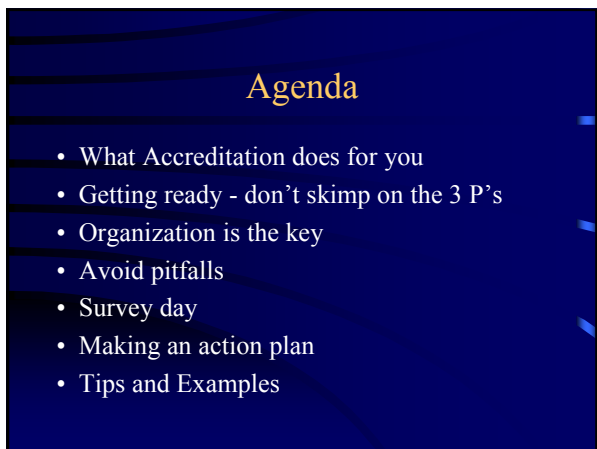 Agenda
• What Accreditation does for you
• Getting ready - don’t skimp on the 3 P’s
• Organization is the key
• Avoid pitfalls
• Survey day
• Making an action plan
• Tips and Examples